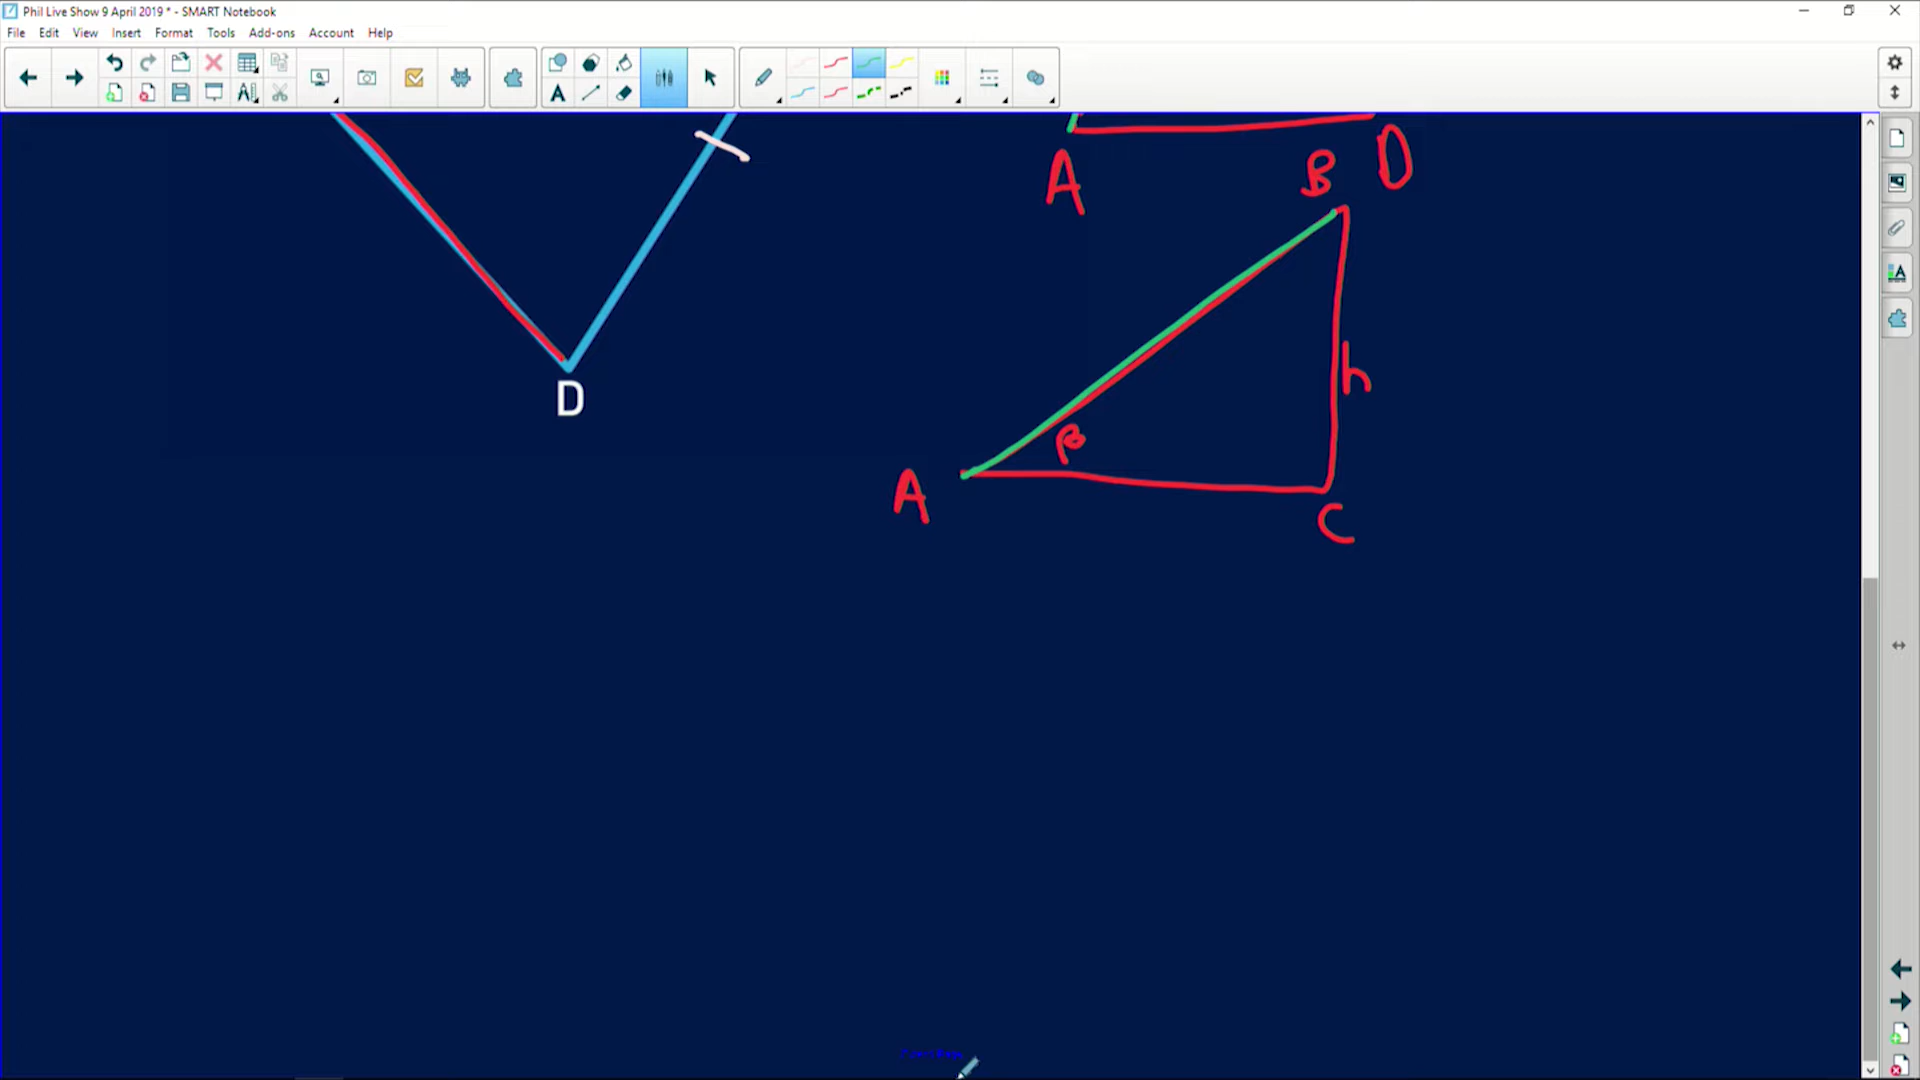 Phil Live Show 9 April 2019 * - SMART Notebook
File Edit View Insert Format Tools Add-ons Account Help
A
B D
h
D
β
A
C